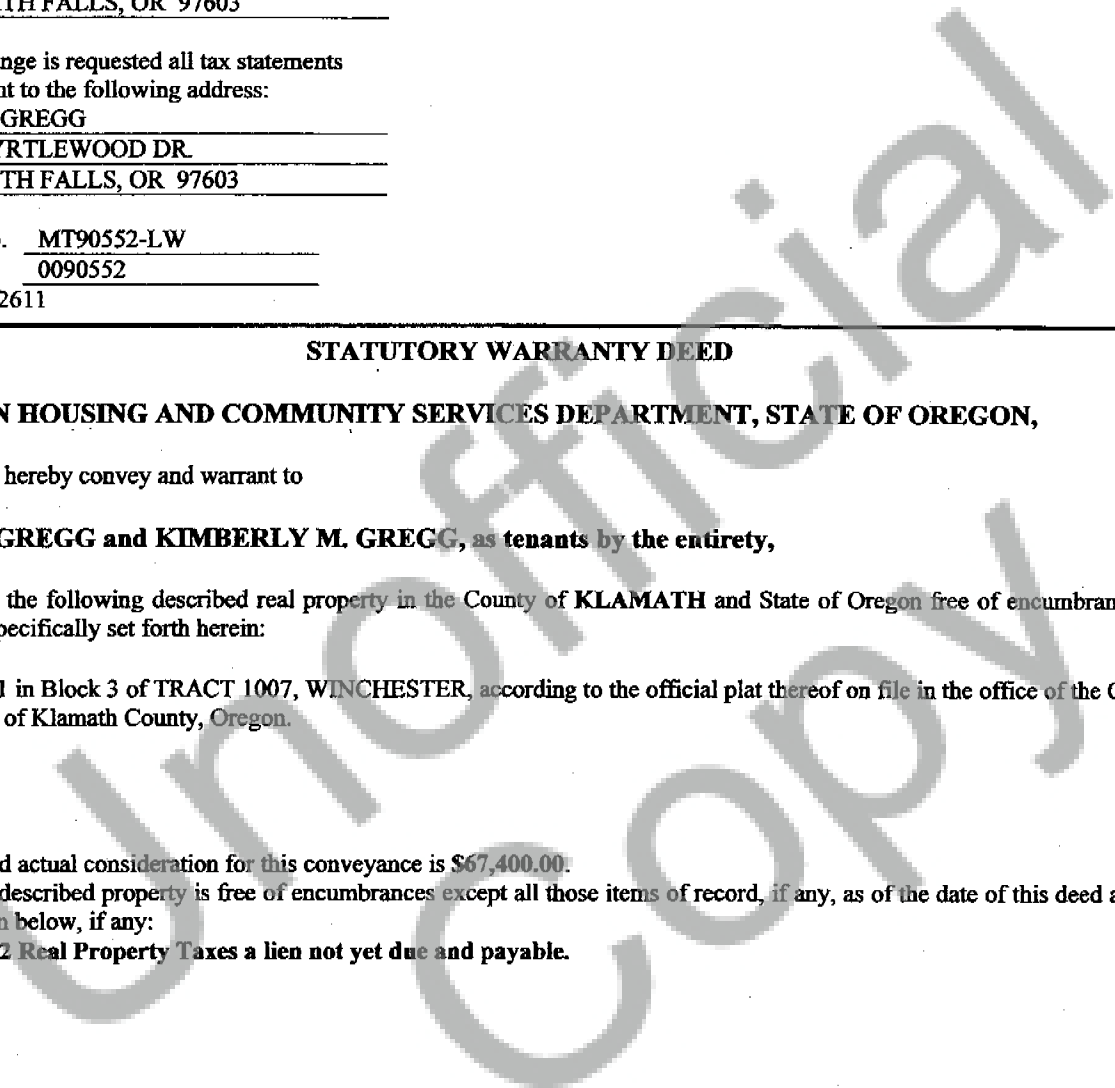 TH FALLS, OR 97603
nge is requested all tax statements
nt to the following address:
GREGG
YRTLEWOOD DR.
TH FALLS, OR 97603
. MT90552-LW
0090552
2611
STATUTORY WARRANTY DEED
N HOUSING AND COMMUNITY SERVICES DEPARTMENT, STATE OF OREGON,
hereby convey and warrant to
GREGG and KIMBERLY M. GREGG, as tenants by the entirety,
the following described real property in the County of KLAMATH and State of Oregon free of encumbran
pecifically set forth herein:
1 in Block 3 of TRACT 1007, WINCHESTER, according to the official plat thereof on file in the office of the C
of Klamath County, Oregon.
d actual consideration for this conveyance is $67,400.00.
described property is free of encumbrances except all those items of record, if any, as of the date of this deed a
n below, if any:
2 Real Property Taxes a lien not yet due and payable.
Unofficial
Copy